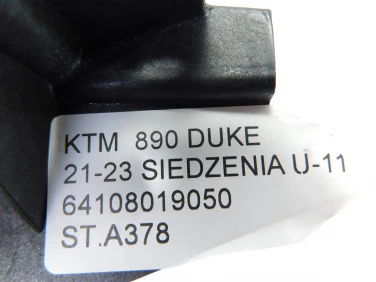 KTM 890 DUKE
21-23 SIEDZENIA U-11
64108019050
ST.A378